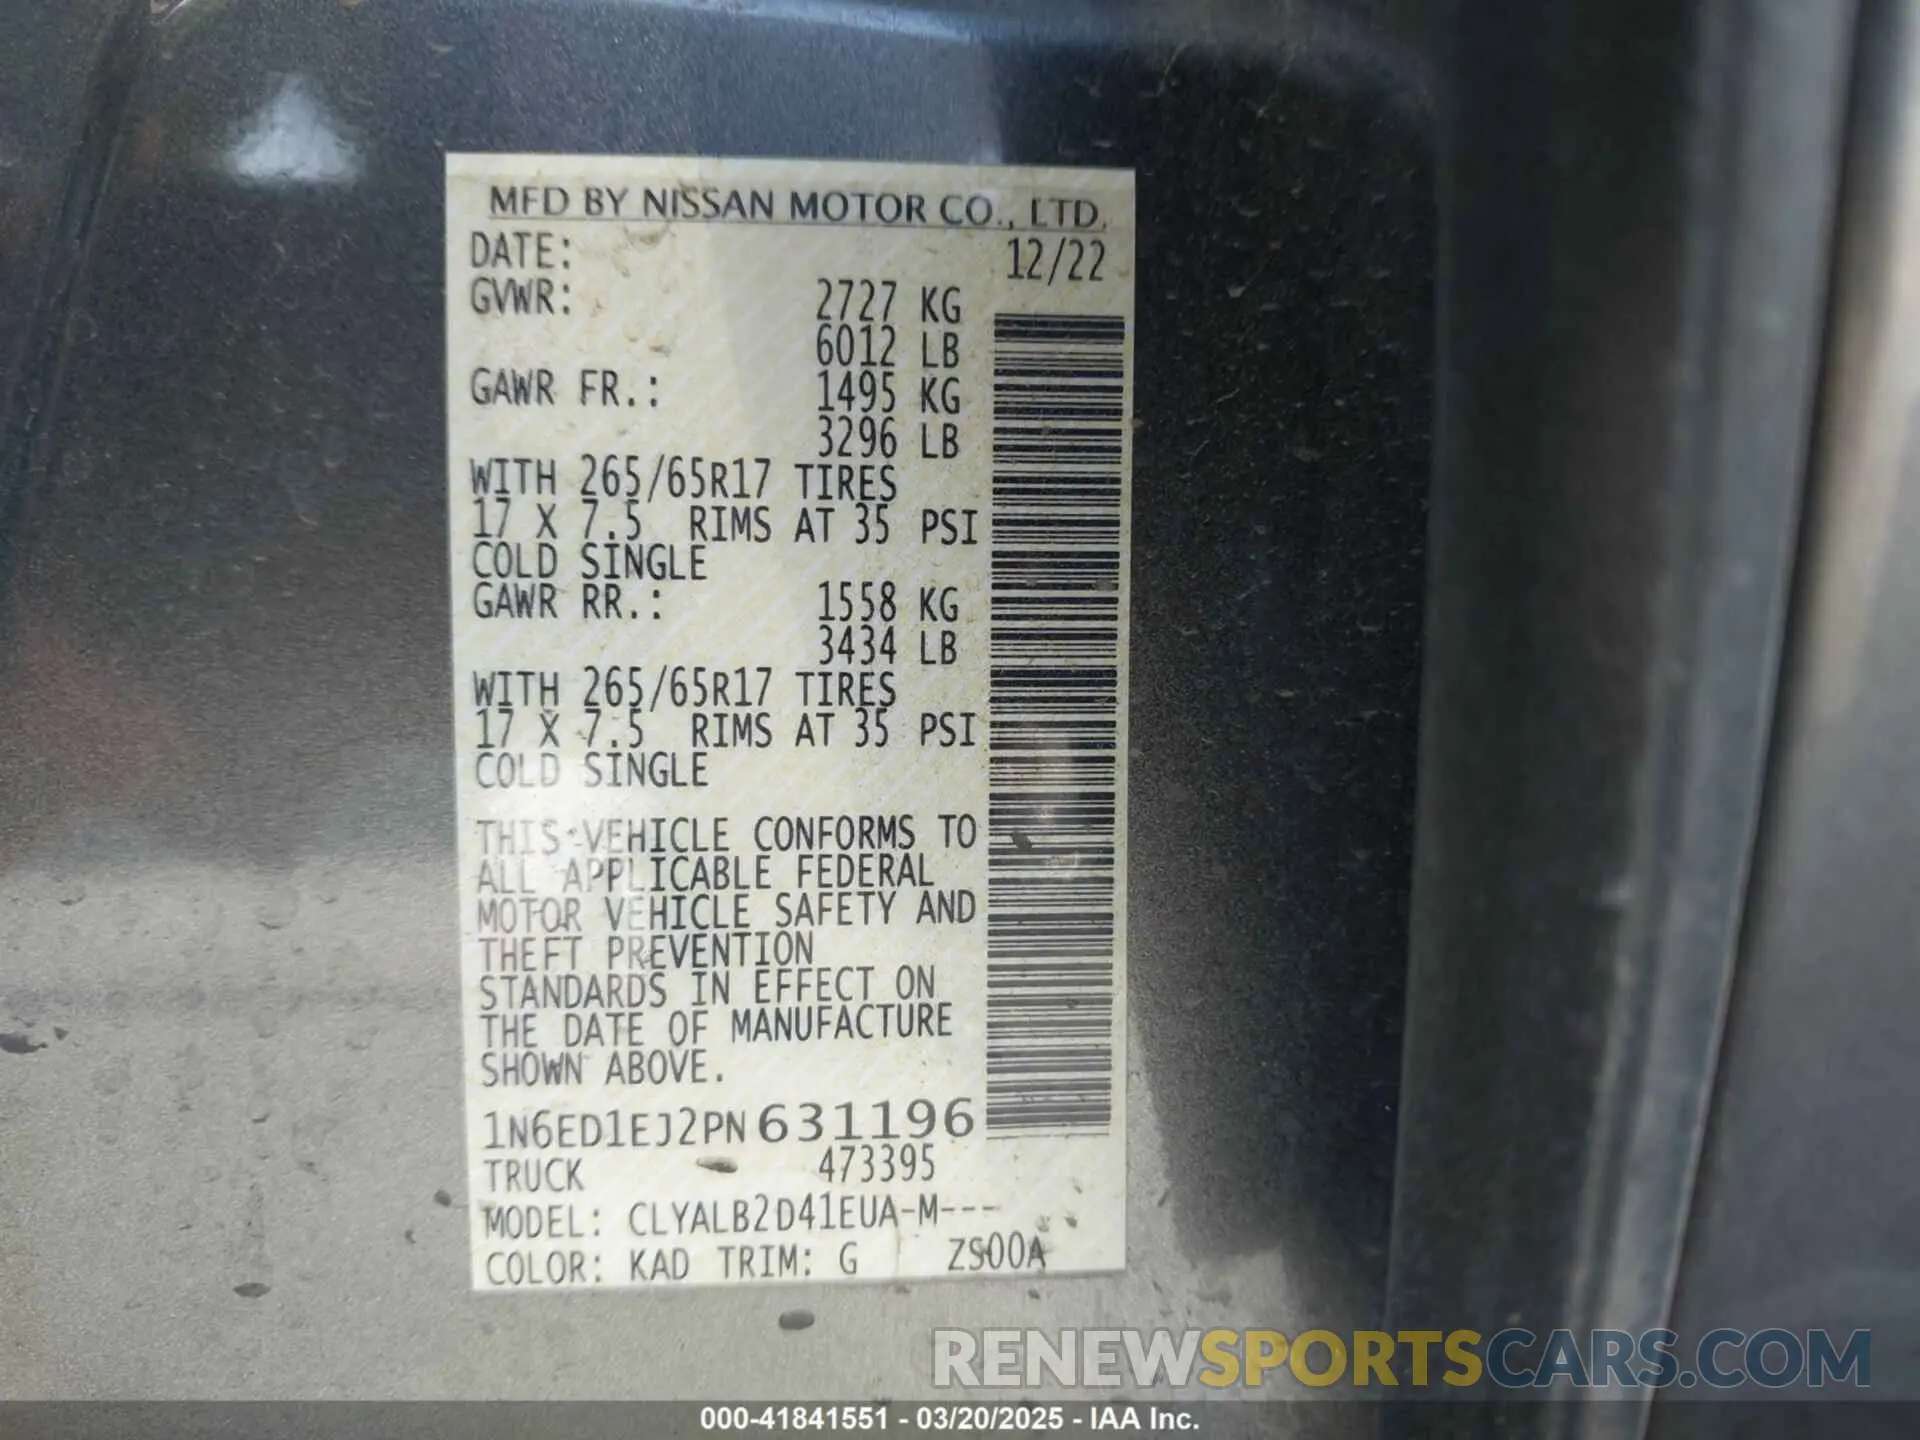 MFD BY NISSAN MOTOR CO., LTD.
DATE: 12/22
GVWR: 2727 KG
6012 LB
GAWR FR.: 1495 KG
3296 LB
WITH 265/65R17 TIRES
17 X 7.5 RIMS AT 35 PSI
COLD SINGLE
GAWR RR.: 1558 KG
3434 LB
WITH 265/65R17 TIRES
17 X 7.5 RIMS AT 35 PSI
COLD SINGLE
THIS VEHICLE CONFORMS TO
ALL APPLICABLE FEDERAL
MOTOR VEHICLE SAFETY AND
THEFT PREVENTION
STANDARDS IN EFFECT ON
THE DATE OF MANUFACTURE
SHOWN ABOVE.
1N6ED1EJ2PN631196
TRUCK 473395
MODEL: CLYALB2D41EUA-M---
COLOR: KAD TRIM: G ZS00A
RENEWSPORTSCARS.COM
000-41841551 - 03/20/2025 - IAA Inc.